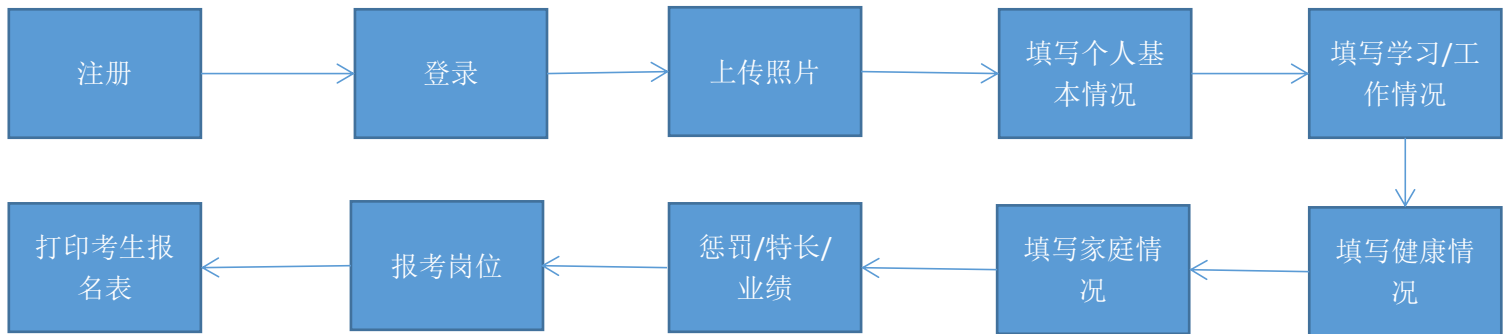 注册
登录
上传照片
填写个人基
本情况
填写学习/工
作情况
填写健康情
况
填写家庭情
况
惩罚/特长/
业绩
报考岗位
打印考生报
名表